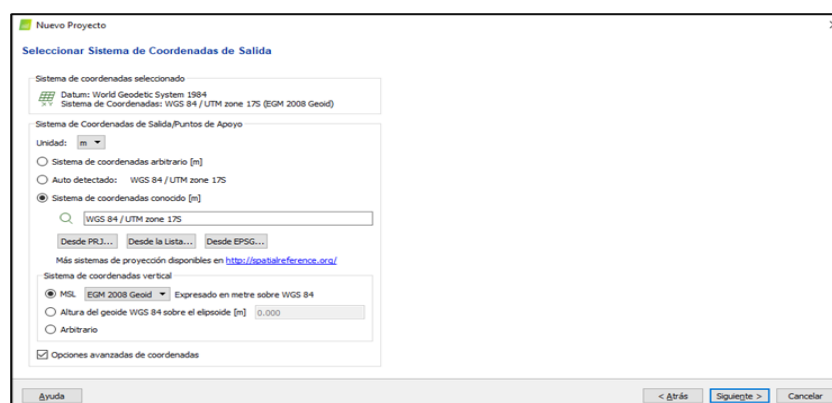 Nuevo Proyecto
Seleccionar Sistema de Coordenadas de Salida
Sistema de coordenadas seleccionado
Datum: World Geodetic System 1984
Sistema de Coordenadas: WGS 84 / UTM zone 17S (EGM 2008 Geoid)
Sistema de Coordenadas de Salida/Puntos de Apoyo
Unidad: m
Sistema de coordenadas arbitrario [m]
Auto detectado: WGS 84 / UTM zone 17S
Sistema de coordenadas conocido [m]
WGS 84 / UTM zone 17S
Desde PRJ... Desde la Lista... Desde EPSG...
Más sistemas de proyección disponibles en http://spatialreference.org/
Sistema de coordenadas vertical
MSL EGM 2008 Geoid Expresado en metre sobre WGS 84
Altura del geoide WGS 84 sobre el elipsoide [m] 0.000
Arbitrario
Opciones avanzadas de coordenadas
Ayuda < Atrás Siguiente > Cancelar